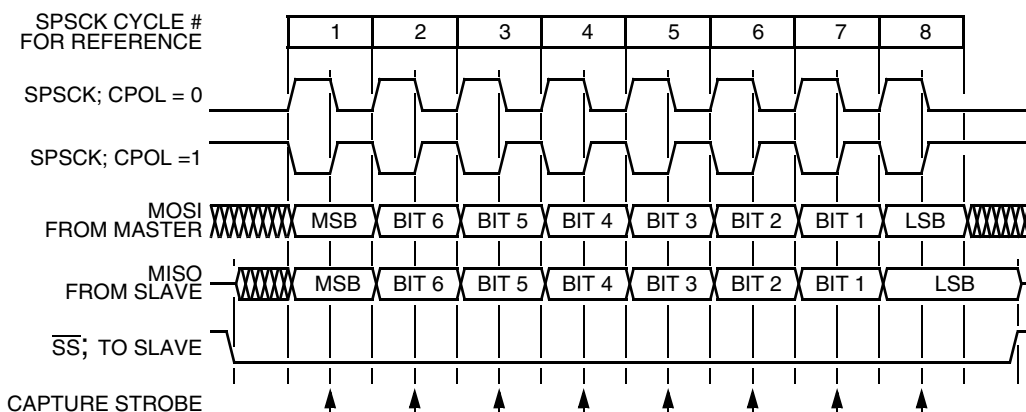 SPSCK CYCLE #
FOR REFERENCE
1 2 3 4 5 6 7 8
SPSCK; CPOL = 0
SPSCK; CPOL =1
MOSI
FROM MASTER
MSB BIT 6 BIT 5 BIT 4 BIT 3 BIT 2 BIT 1 LSB
MISO
FROM SLAVE
MSB BIT 6 BIT 5 BIT 4 BIT 3 BIT 2 BIT 1 LSB
SS; TO SLAVE
CAPTURE STROBE